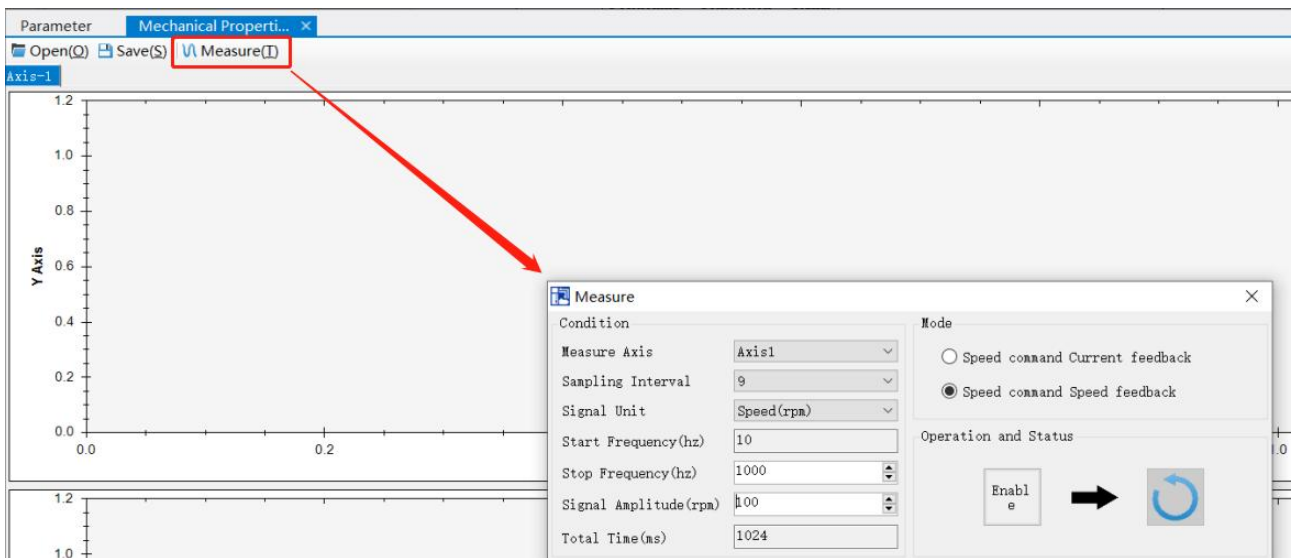 Parameter Mechanical Properti... ×
Open(O) Save(S) Measure(T)
Axis-1
1.2
1.0
0.8
0.6
0.4
0.2
0.0
Y Axis
0.0 0.2 1.0
1.2
1.0
Measure
Condition
Measure Axis Axis1
Sampling Interval 9
Signal Unit Speed(rpm)
Start Frequency(hz) 10
Stop Frequency(hz) 1000
Signal Amplitude(rpm) 100
Total Time(ms) 1024
Mode
Speed command Current feedback
Speed command Speed feedback
Operation and Status
Enabl
e